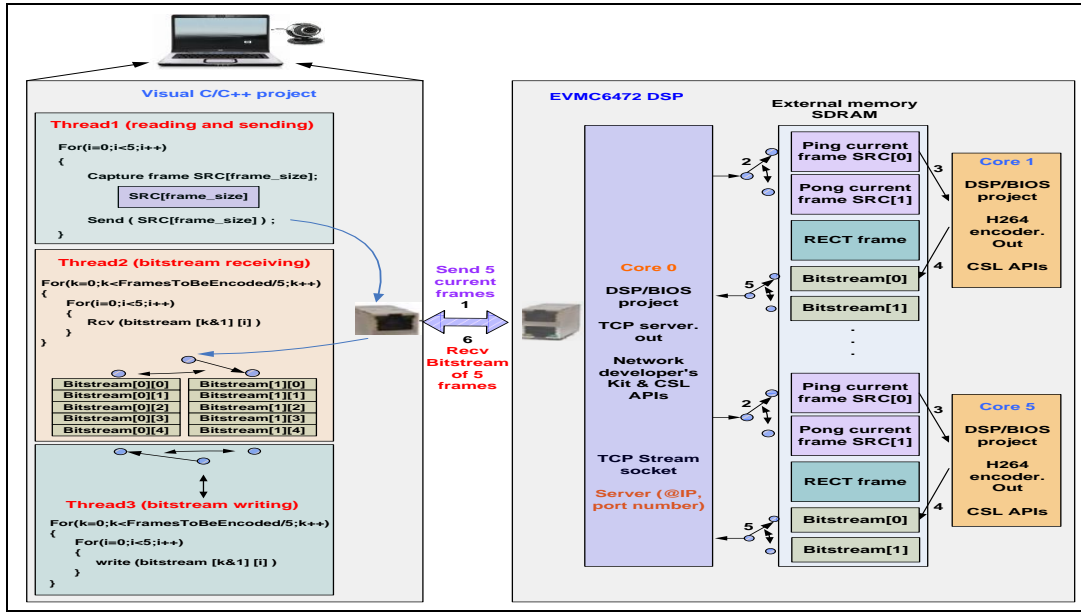 Visual C/C++ project
Thread1 (reading and sending)
For(i=0;i<5;i++)
{
Capture frame SRC[frame_size];
SRC[frame_size]
Send ( SRC[frame_size] ) ;
}
Thread2 (bitstream receiving)
For(k=0;k<FramesToBeEncoded/5;k++)
{
For(i=0;i<5;i++)
{
Rcv (bitstream [k&1] [i] )
}
}
Bitstream[0][0]
Bitstream[0][1]
Bitstream[0][2]
Bitstream[0][3]
Bitstream[0][4]
Bitstream[1][0]
Bitstream[1][1]
Bitstream[1][2]
Bitstream[1][3]
Bitstream[1][4]
Thread3 (bitstream writing)
For(k=0;k<FramesToBeEncoded/5;k++)
{
For(i=0;i<5;i++)
{
write (bitstream [k&1] [i] )
}
}
Send 5
current
frames
1
6
Recv
Bitstream
of 5
frames
EVMC6472 DSP
Core 0
DSP/BIOS
project
TCP server.
out
Network
developer's
Kit & CSL
APIs
TCP Stream
socket
Server (@IP,
port number)
External memory
SDRAM
2
Ping current
frame SRC[0]
Pong current
frame SRC[1]
RECT frame
5
Bitstream[0]
Bitstream[1]
.
.
.
2
Ping current
frame SRC[0]
Pong current
frame SRC[1]
RECT frame
5
Bitstream[0]
Bitstream[1]
3
4
Core 1
DSP/BIOS
project
H264
encoder.
Out
CSL APIs
3
4
Core 5
DSP/BIOS
project
H264
encoder.
Out
CSL APIs